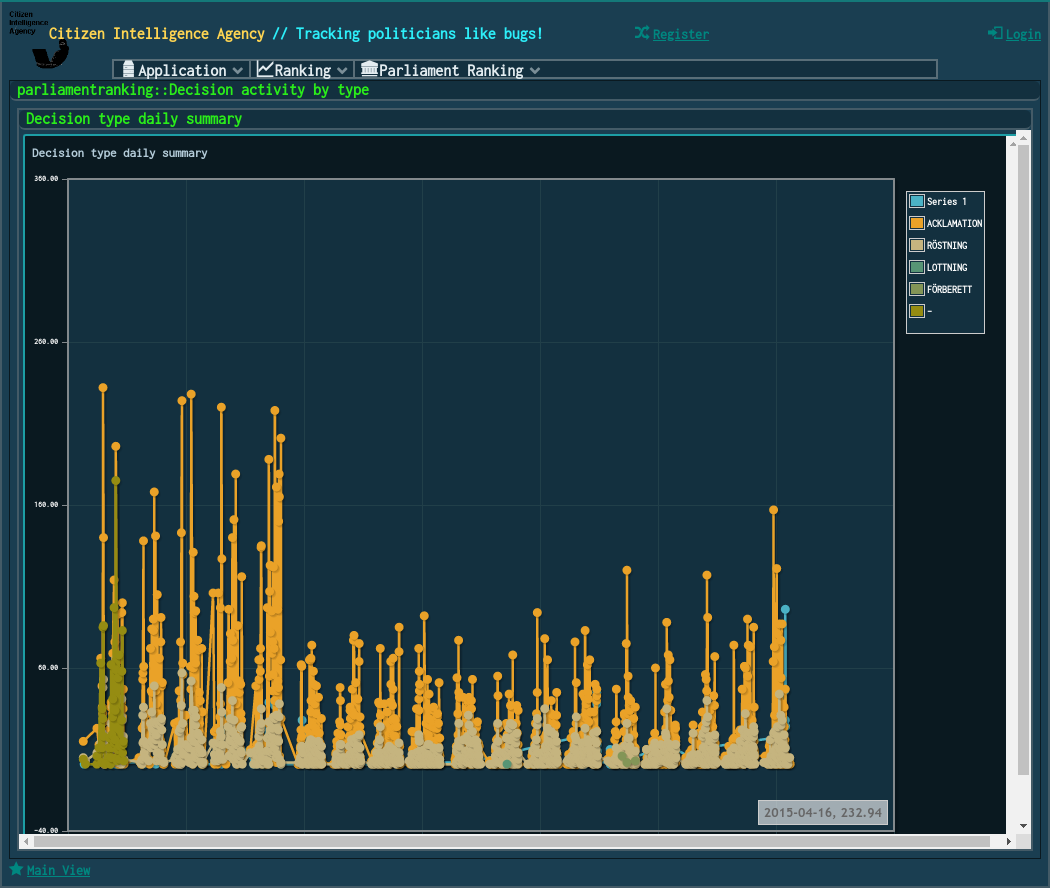 Citizen
Intelligence
Agency
Citizen Intelligence Agency // Tracking politicians like bugs!
Register
Login
Application
Ranking
Parliament Ranking
parliamentranking::Decision activity by type
Decision type daily summary
Decision type daily summary
360.00
260.00
160.00
60.00
-40.00
Series 1
ACKLAMATION
RÖSTNING
LOTTNING
FÖRBERETT
-
2015-04-16, 232.94
Main View